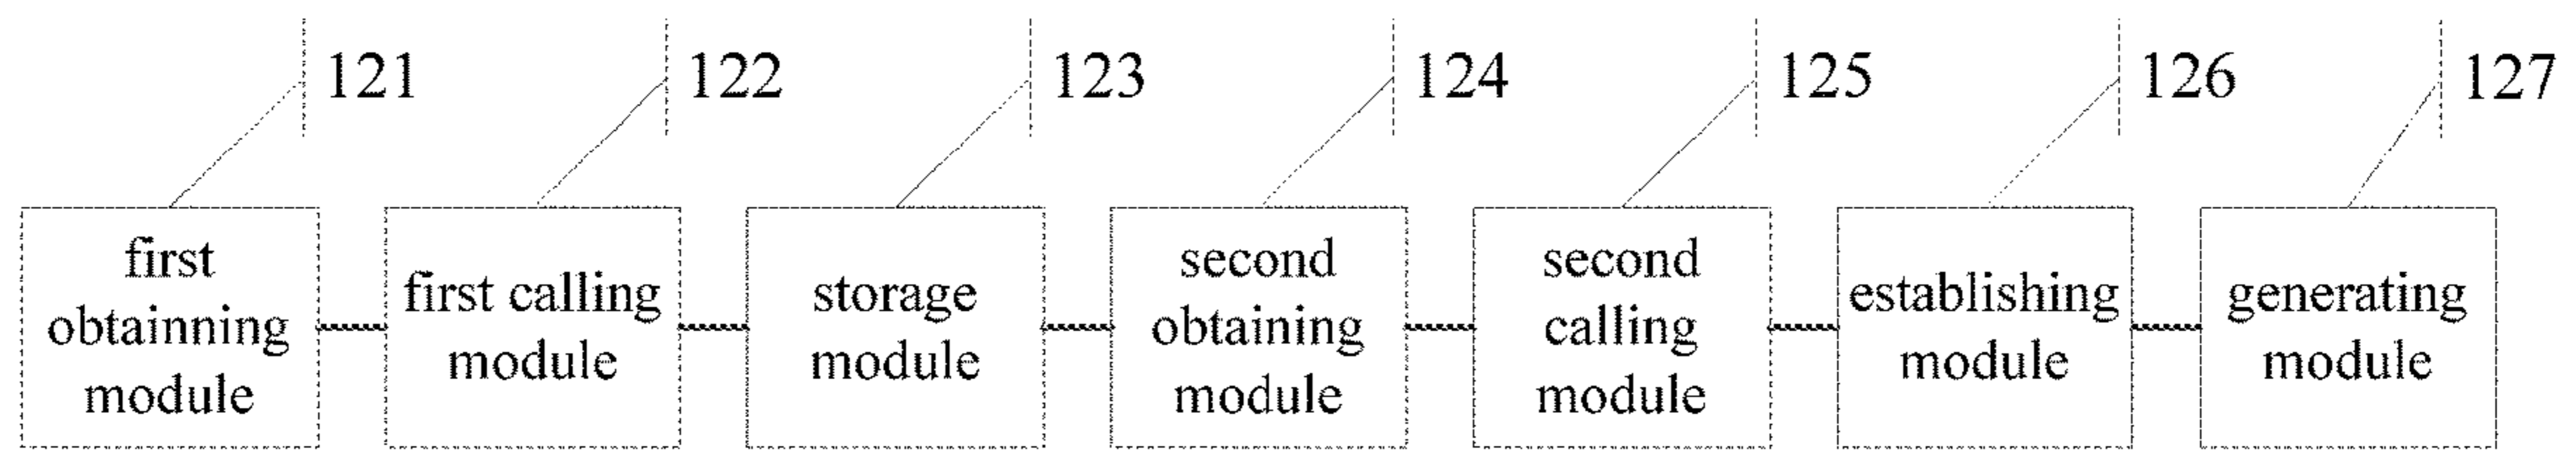 121 122 123 124 125 126 127
first
obtainning
module
first calling
module
storage
module
second
obtaining
module
second
calling
module
establishing
module
generating
module